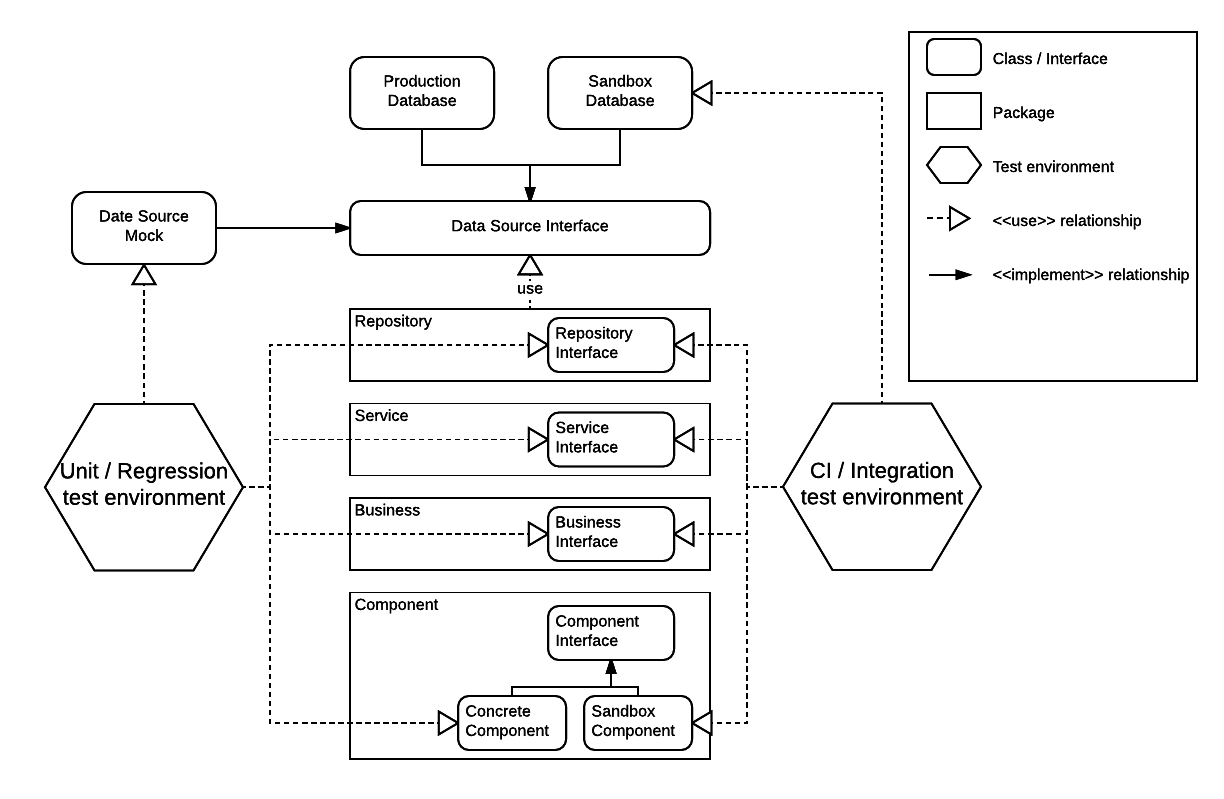 Production
Database
Sandbox
Database
Class / Interface
Package
Test environment
<<use>> relationship
<<implement>> relationship
Date Source
Mock
Data Source Interface
use
Repository
Repository
Interface
Service
Service
Interface
Unit / Regression
test environment
CI / Integration
test environment
Business
Business
Interface
Component
Component
Interface
Concrete
Component
Sandbox
Component